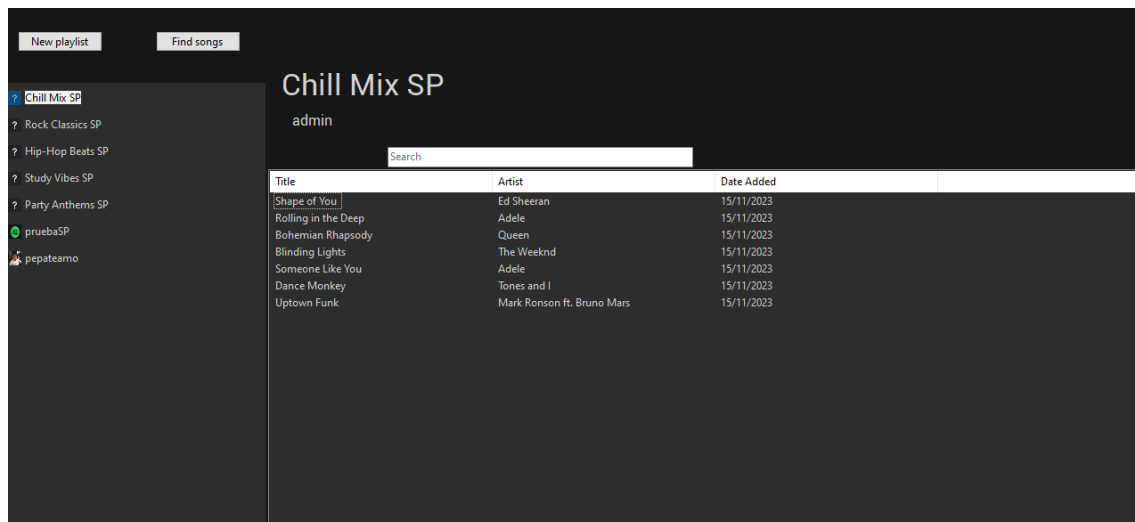 New playlist Find songs
Chill Mix SP
Rock Classics SP
Hip-Hop Beats SP
Study Vibes SP
Party Anthems SP
pruebaSP
pepateamo
Chill Mix SP
admin
Search
Title Artist Date Added
Shape of You Ed Sheeran 15/11/2023
Rolling in the Deep Adele 15/11/2023
Bohemian Rhapsody Queen 15/11/2023
Blinding Lights The Weeknd 15/11/2023
Someone Like You Adele 15/11/2023
Dance Monkey Tones and I 15/11/2023
Uptown Funk Mark Ronson ft. Bruno Mars 15/11/2023